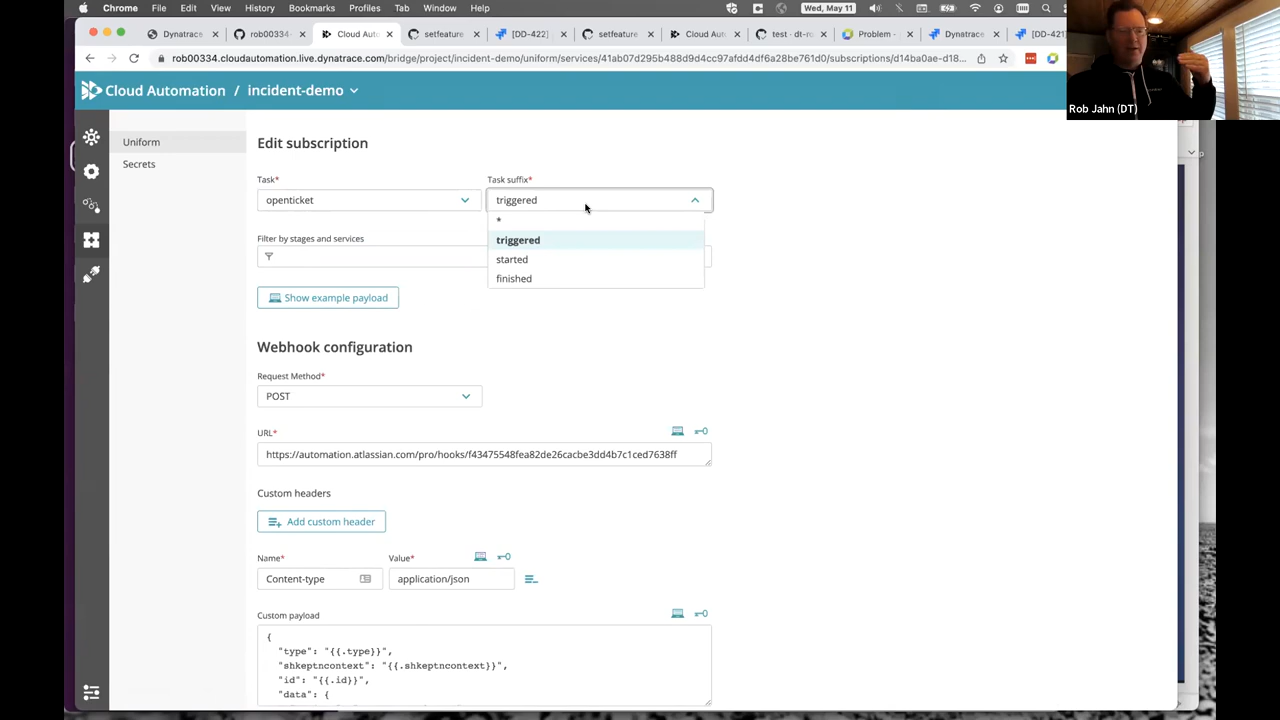 Chrome File Edit View History Bookmarks Profiles Tab Window Help
Wed, May 11
Dynatrace
rob00334.c
Cloud Auto
setfeature
[DD-422]
setfeature
Cloud Auto
test · dt-ro
Problem -
Dynatrace
[DD-421]
rob00334.cloudautomation.live.dynatrace.com/bridge/project/incident-demo/uniform/services/41ab07d295b488d9d4cc97afdd4df6a28be761d0/subscriptions/d14ba0ae-d18...
Rob Jahn (DT)
Cloud Automation / incident-demo
Uniform
Secrets
Edit subscription
Task*
Task suffix*
openticket
triggered
*
triggered
started
finished
Filter by stages and services
Show example payload
Webhook configuration
Request Method*
POST
URL*
https://automation.atlassian.com/pro/hooks/f43475548fea82de26cacbe3dd4b7c1ced7638ff
Custom headers
Add custom header
Name*
Value*
Content-type
application/json
Custom payload
{
"type": "{{.type}}",
"shkeptncontext": "{{.shkeptncontext}}",
"id": "{{.id}}",
"data": {